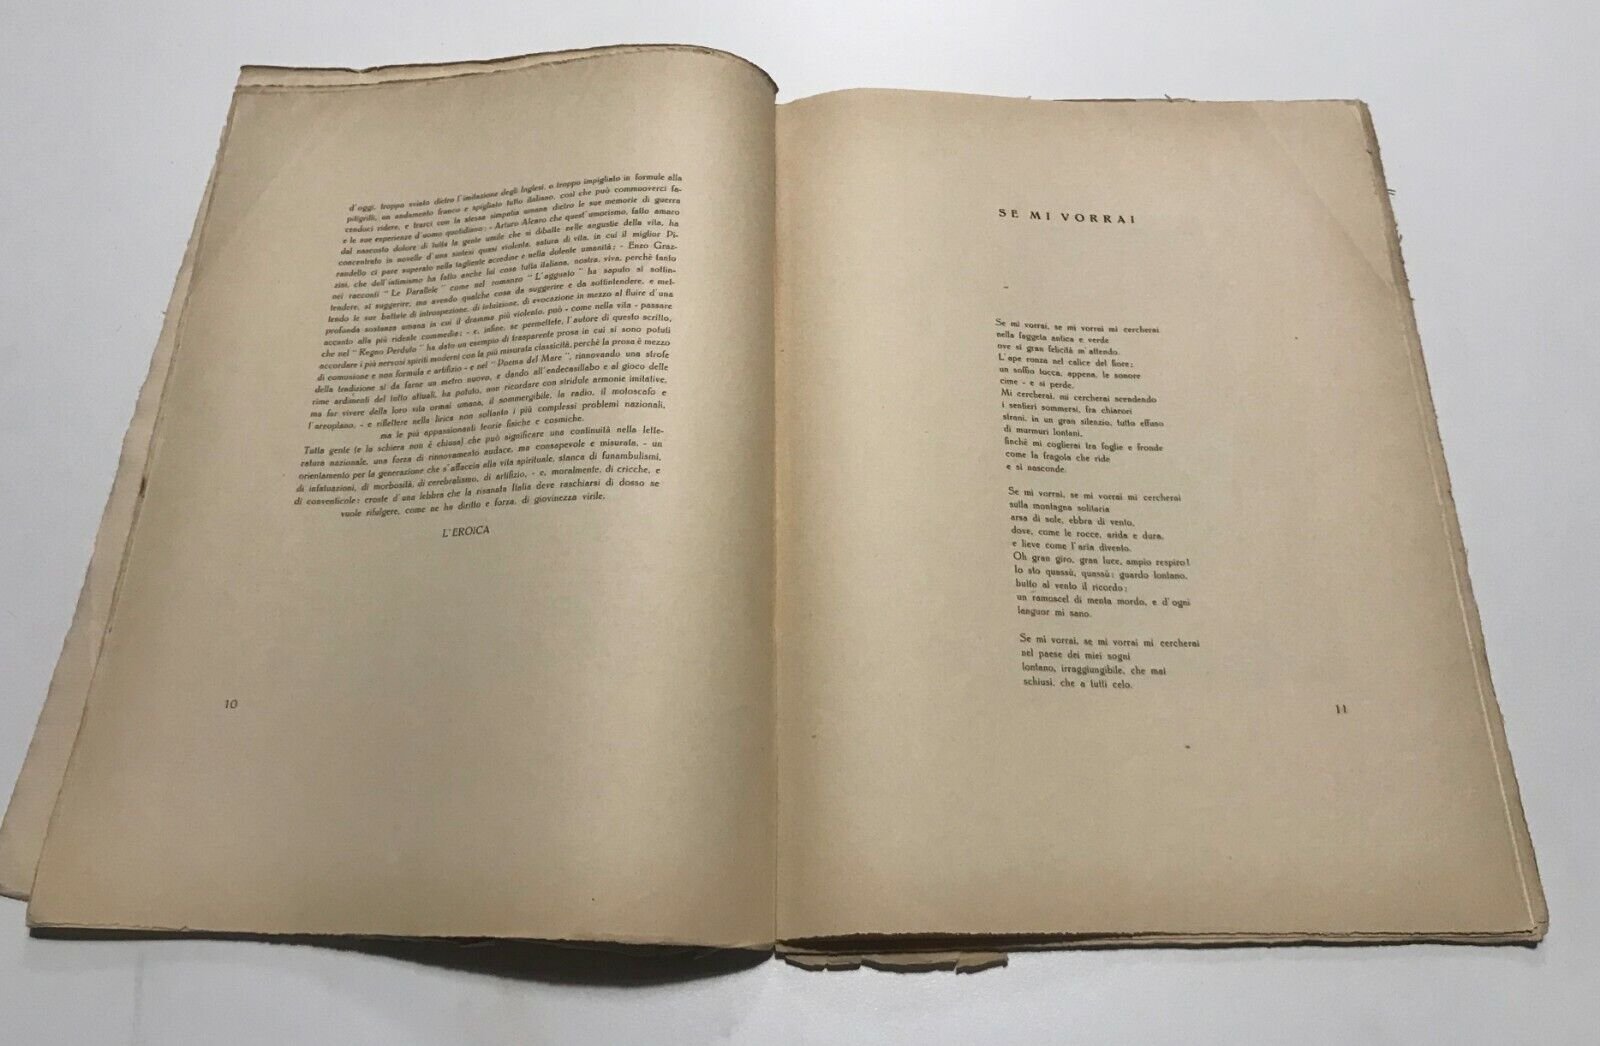 d'oggi, troppo sviato dietro l'imitazione degli Inglesi, o troppo impigliato in formule alla
pitigrilli, un andamento franco e spigliato tutto italiano, così che può commuoverci fa-
cendoci ridere, e trarci con la stessa simpatia umana dietro le sue memorie di guerra
e le sue esperienze d'uomo quotidiano; - Arturo Alcaro che quest'umorismo, fatto amaro
dal nascosto dolore di tutta la gente umile che si dibatte nelle angustie della vita, ha
concentrato in novelle d'una sintesi quasi violenta, satura di vita, in cui il miglior Pi-
randello ci pare superato nella tagliente acredine e nella dolente umanità; - Enzo Graz-
zini, che dell'intimismo ha fatto anche lui cosa tutta italiana, nostra, viva, perchè tanto
nei racconti " Le Parallele " come nel romanzo " L'agguato " ha saputo sì sottin-
tendere, sì suggerire, ma avendo qualche cosa da suggerire e da sottintendere, e met-
tendo le sue battute di introspezione, di intuizione, di evocazione in mezzo al fluire d'una
profonda sostanza umana in cui il dramma più violento, può - come nella vita - passare
accanto alla più ridente commedia; - e, infine, se permettete, l'autore di questo scritto,
che nel " Regno Perduto " ha dato un esempio di trasparente prosa in cui si sono potuti
accordare i più nervosi spiriti moderni con la più misurata classicità, perchè la prosa è mezzo
di comunione e non formula e artifizio - e nel " Poema del Mare ", rinnovando una strofe
della tradizione sì da farne un metro nuovo, e dando all'endecasillabo e al gioco delle
rime ardimenti del tutto attuali, ha potuto, non ricordare con stridule armonie imitative,
ma far vivere della loro vita ormai umana, il sommergibile, la radio, il motoscafo e
l'aeroplano, - e riflettere nella lirica non soltanto i più complessi problemi nazionali,
ma le più appassionanti teorie fisiche e cosmiche.
Tutta gente (e la schiera non è chiusa) che può significare una continuità nella lette-
ratura nazionale, una forza di rinnovamento audace, ma consapevole e misurata, - un
orientamento per la generazione che s'affaccia alla vita spirituale, stanca di funambulismi,
di infatuazioni, di morbosità, di cerebralismo, di artifizio, - e, moralmente, di cricche, e
di conventicole: croste d'una lebbra che la risanata Italia deve raschiarsi di dosso se
vuole rifulgere, come ne ha diritto e forza, di giovinezza virile.
L'EROICA
10
SE MI VORRAI
Se mi vorrai, se mi vorrai mi cercherai
nella faggeta antica e verde
ove sì gran felicità m'attendo.
L'ape ronza nel calice del fiore;
un soffio tocca, appena, le sonore
cime - e si perde.
Mi cercherai, mi cercherai scendendo
i sentieri sommersi, fra chiarori
strani, in un gran silenzio, tutto effuso
di murmuri lontani,
finchè mi coglierai tra foglie e fronde
come la fragola che ride
e si nasconde.
Se mi vorrai, se mi vorrai mi cercherai
sulla montagna solitaria
arsa di sole, ebbra di vento,
dove, come le rocce, arida e dura,
e lieve come l'aria divento.
Oh gran giro, gran luce, ampio respiro!
Io sto quassù, quassù; guardo lontano,
butto al vento il ricordo;
un ramoscel di menta mordo, e d'ogni
languor mi sano.
Se mi vorrai, se mi vorrai mi cercherai
nel paese dei miei sogni
lontano, irraggiungibile, che mai
schiusi, che a tutti celo.
11